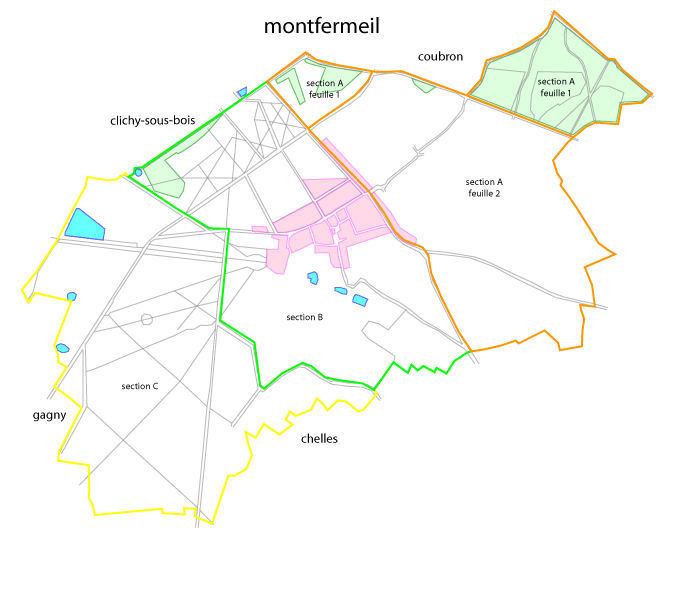 montfermeil
coubron
section A
feuille 1
section A
feuille 1
clichy-sous-bois
section A
feuille 2
section B
section C
gagny
chelles